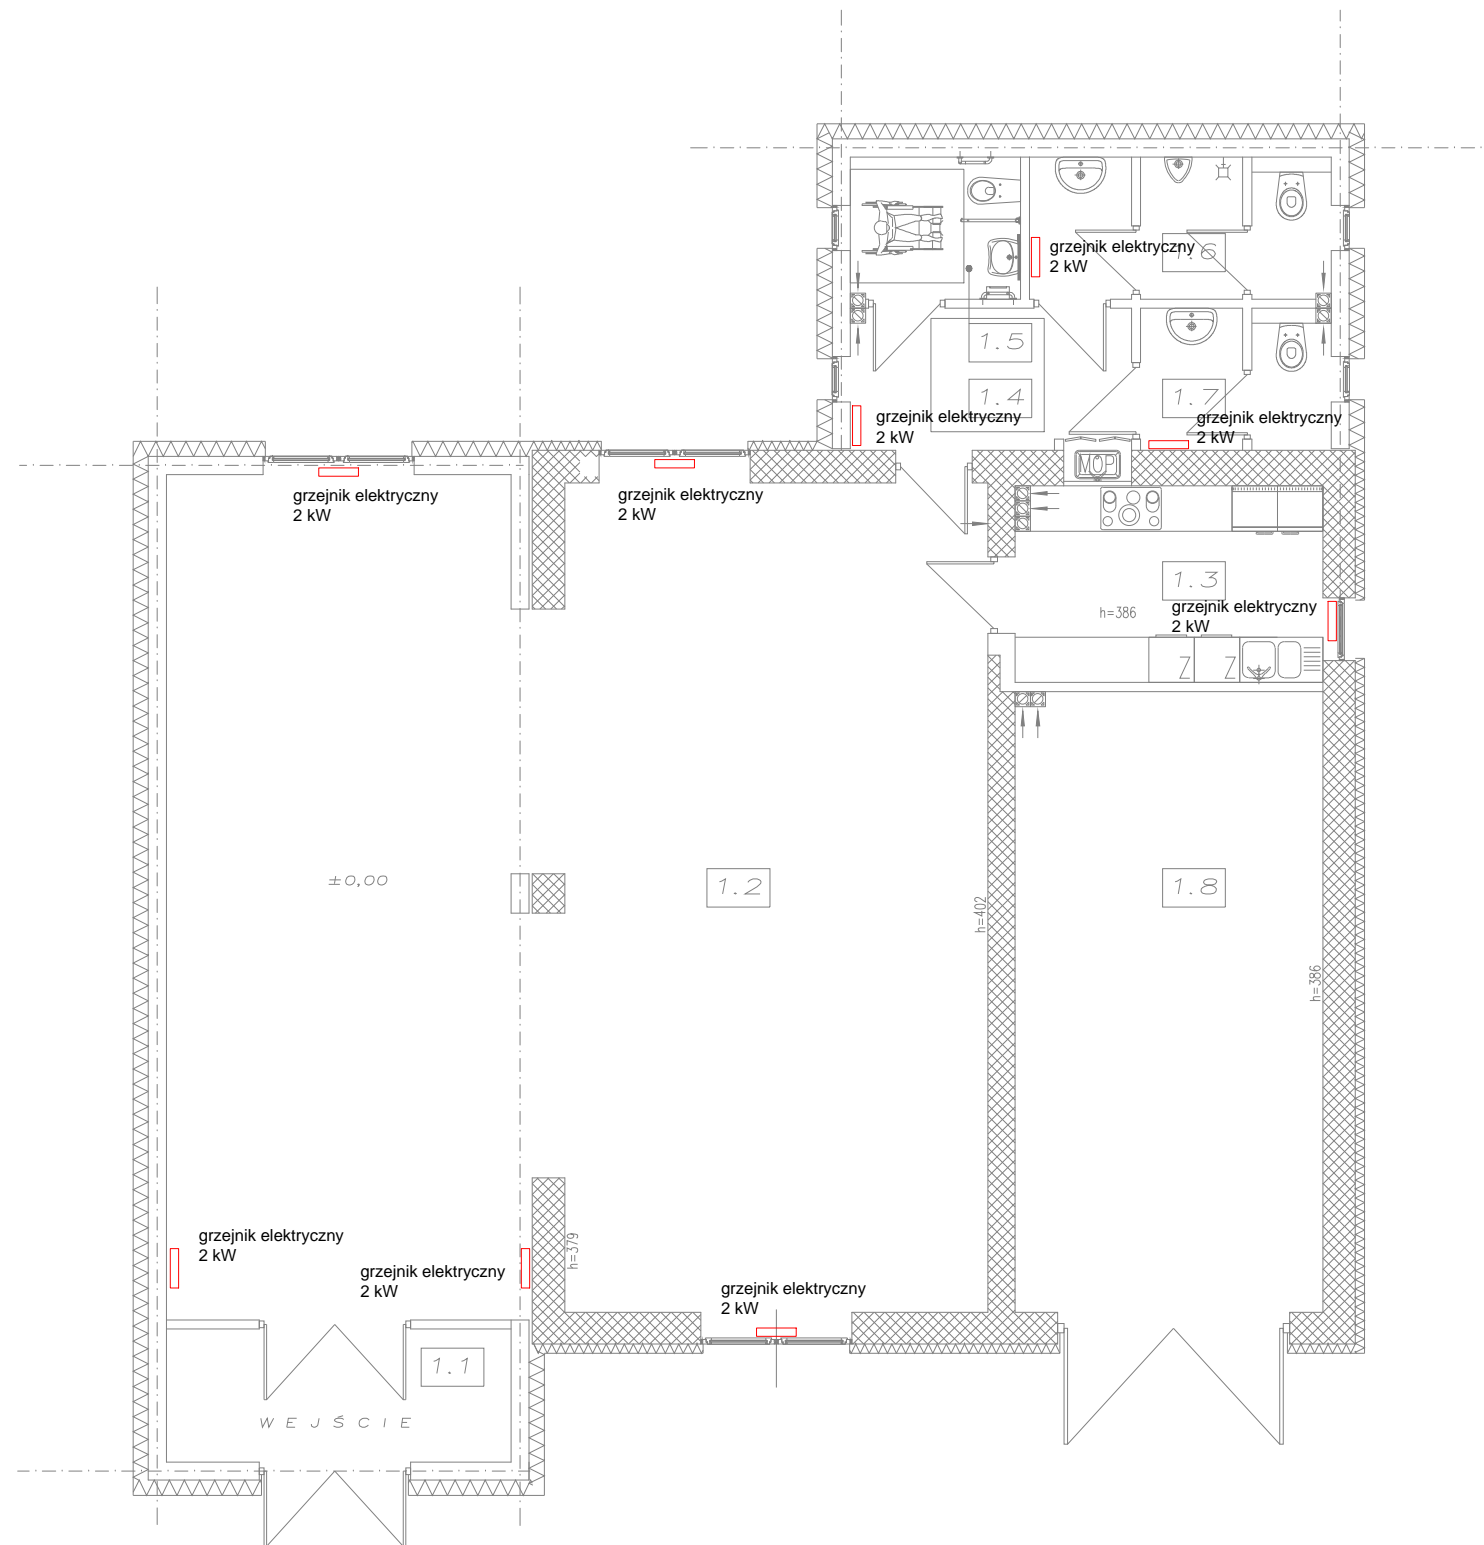 grzejnik elektryczny
2 kW
1.6
1.5
1.4
grzejnik elektryczny
2 kW
1.7
grzejnik elektryczny
2 kW
MOP
grzejnik elektryczny
2 kW
grzejnik elektryczny
2 kW
1.3
h=386
grzejnik elektryczny
2 kW
Z
Z
±0,00
1.2
1.8
h=402
h=386
grzejnik elektryczny
2 kW
h=379
grzejnik elektryczny
2 kW
grzejnik elektryczny
2 kW
1.1
WEJŚCIE